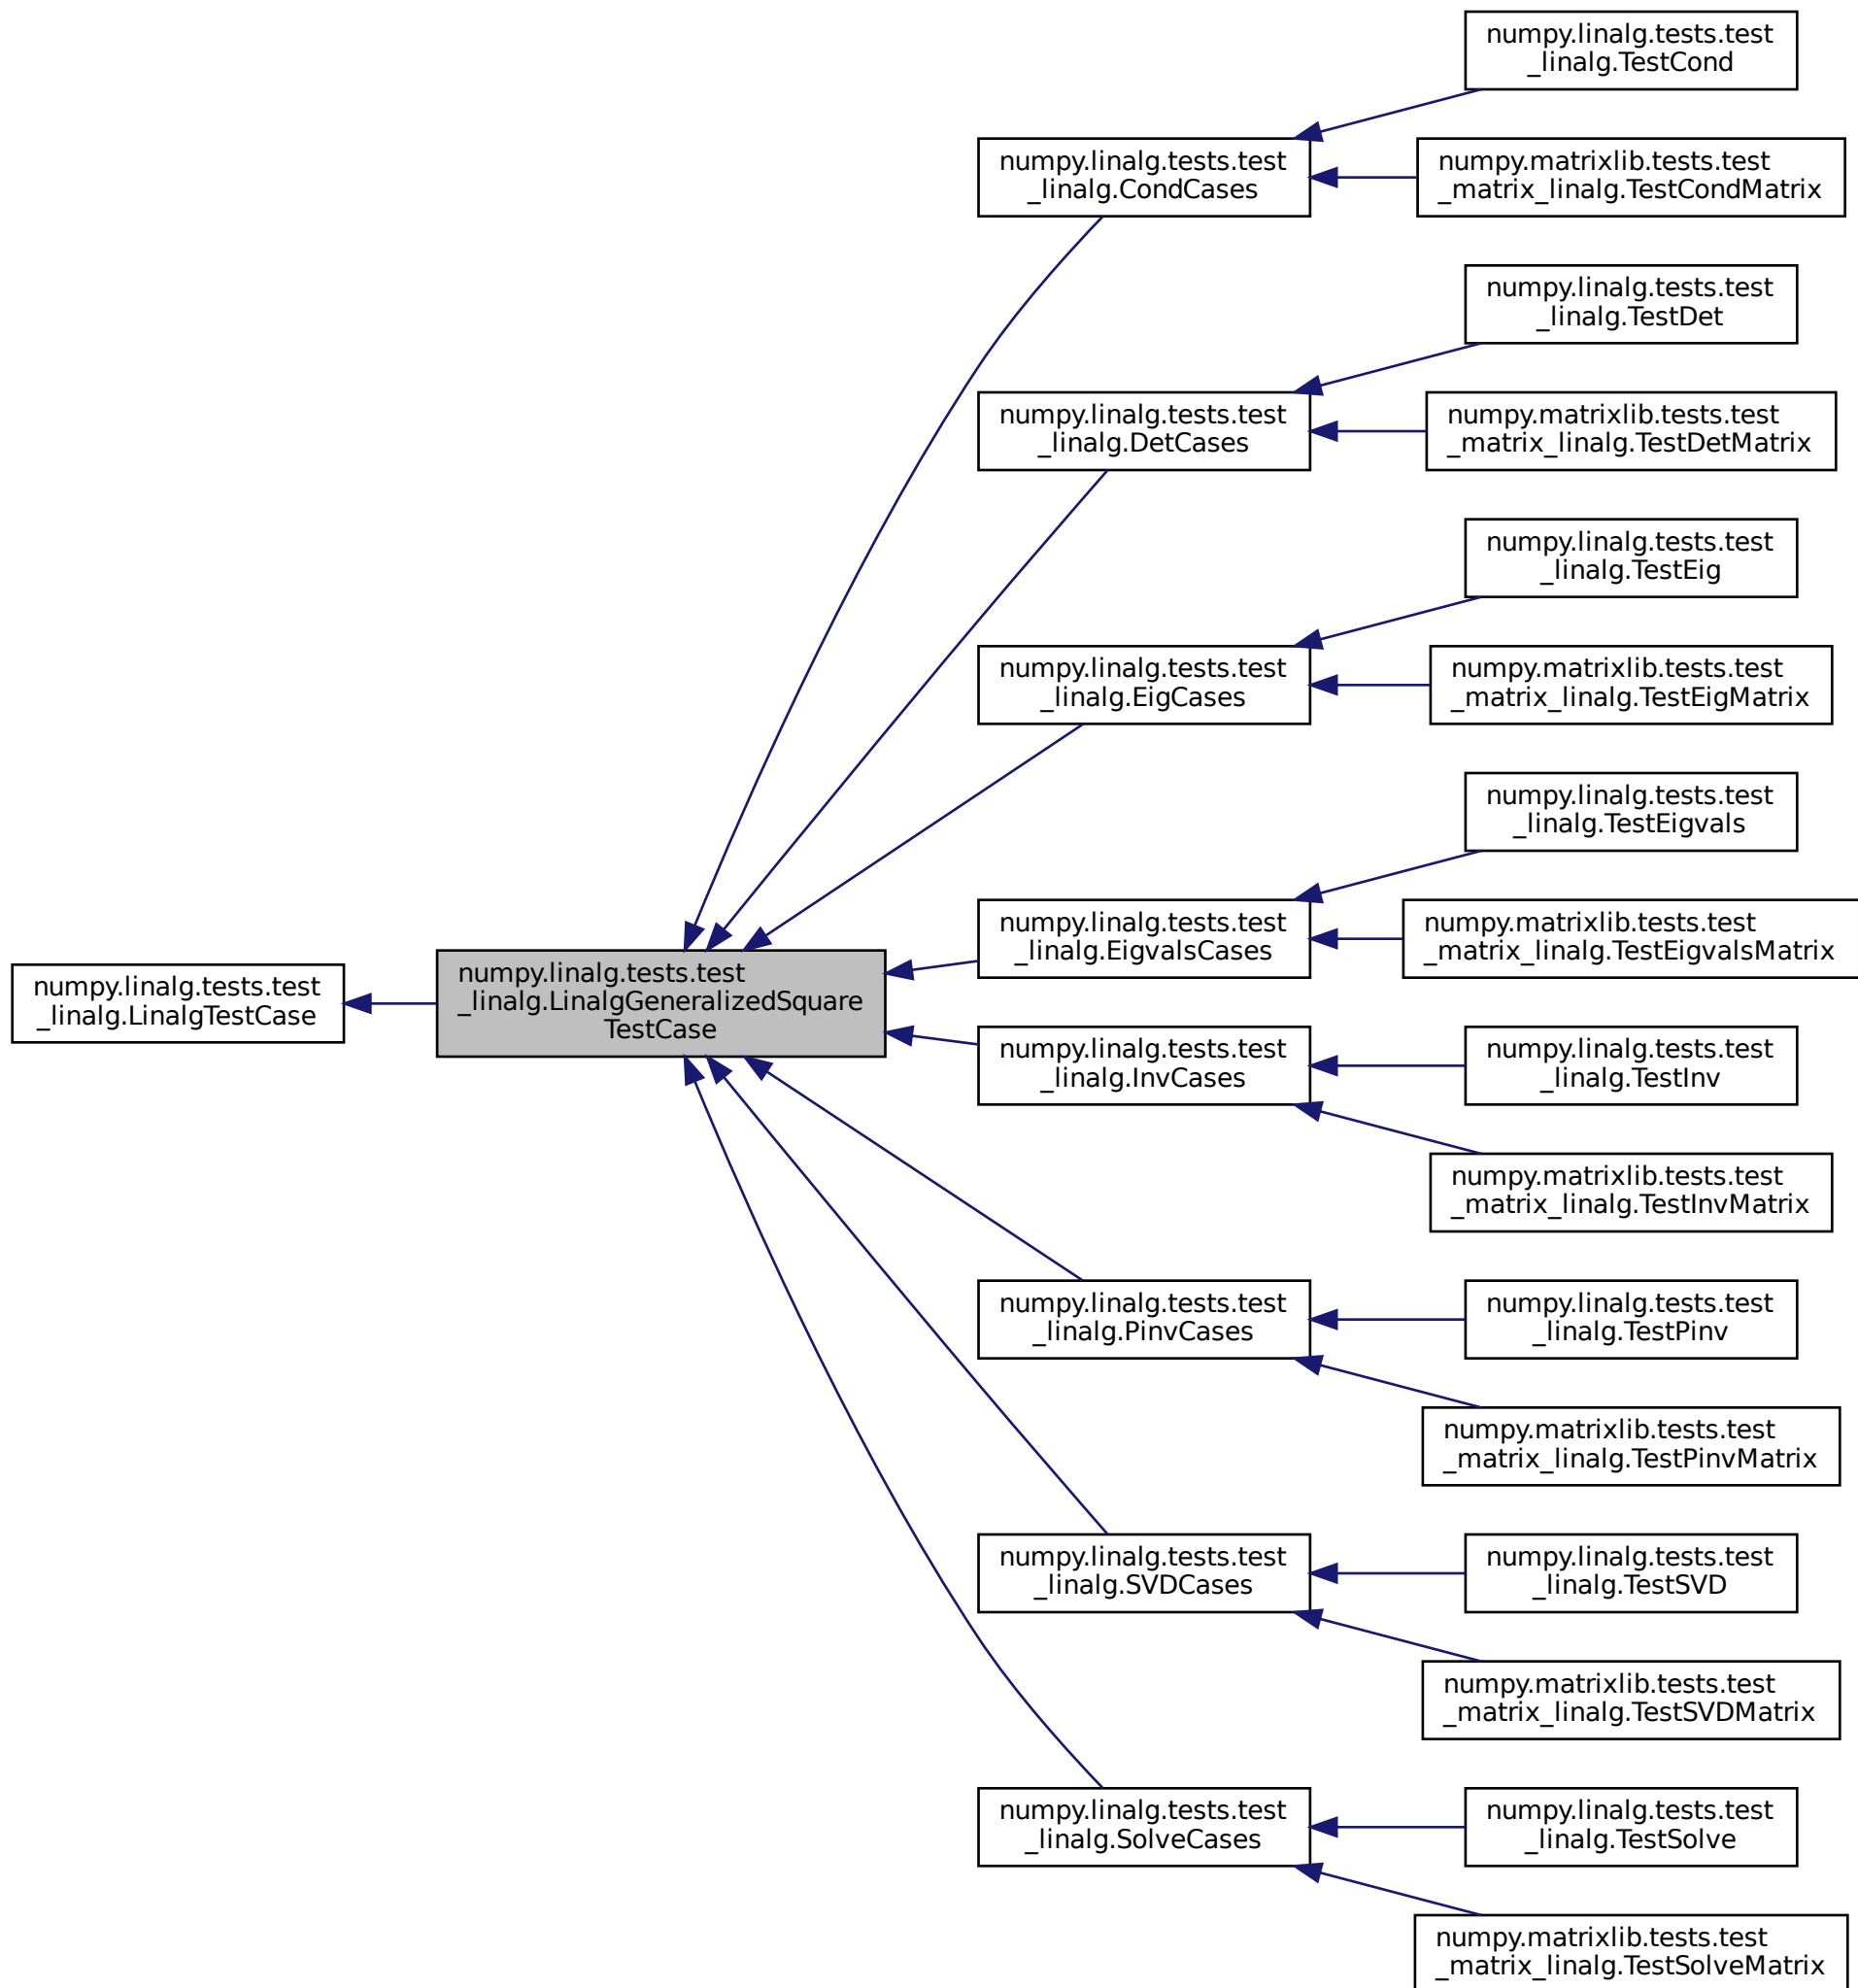 numpy.linalg.tests.test
_linalg.LinalgTestCase
numpy.linalg.tests.test
_linalg.LinalgGeneralizedSquare
TestCase
numpy.linalg.tests.test
_linalg.CondCases
numpy.linalg.tests.test
_linalg.TestCond
numpy.matrixlib.tests.test
_matrix_linalg.TestCondMatrix
numpy.linalg.tests.test
_linalg.DetCases
numpy.linalg.tests.test
_linalg.TestDet
numpy.matrixlib.tests.test
_matrix_linalg.TestDetMatrix
numpy.linalg.tests.test
_linalg.EigCases
numpy.linalg.tests.test
_linalg.TestEig
numpy.matrixlib.tests.test
_matrix_linalg.TestEigMatrix
numpy.linalg.tests.test
_linalg.EigvalsCases
numpy.linalg.tests.test
_linalg.TestEigvals
numpy.matrixlib.tests.test
_matrix_linalg.TestEigvalsMatrix
numpy.linalg.tests.test
_linalg.InvCases
numpy.linalg.tests.test
_linalg.TestInv
numpy.matrixlib.tests.test
_matrix_linalg.TestInvMatrix
numpy.linalg.tests.test
_linalg.PinvCases
numpy.linalg.tests.test
_linalg.TestPinv
numpy.matrixlib.tests.test
_matrix_linalg.TestPinvMatrix
numpy.linalg.tests.test
_linalg.SVDCases
numpy.linalg.tests.test
_linalg.TestSVD
numpy.matrixlib.tests.test
_matrix_linalg.TestSVDMatrix
numpy.linalg.tests.test
_linalg.SolveCases
numpy.linalg.tests.test
_linalg.TestSolve
numpy.matrixlib.tests.test
_matrix_linalg.TestSolveMatrix